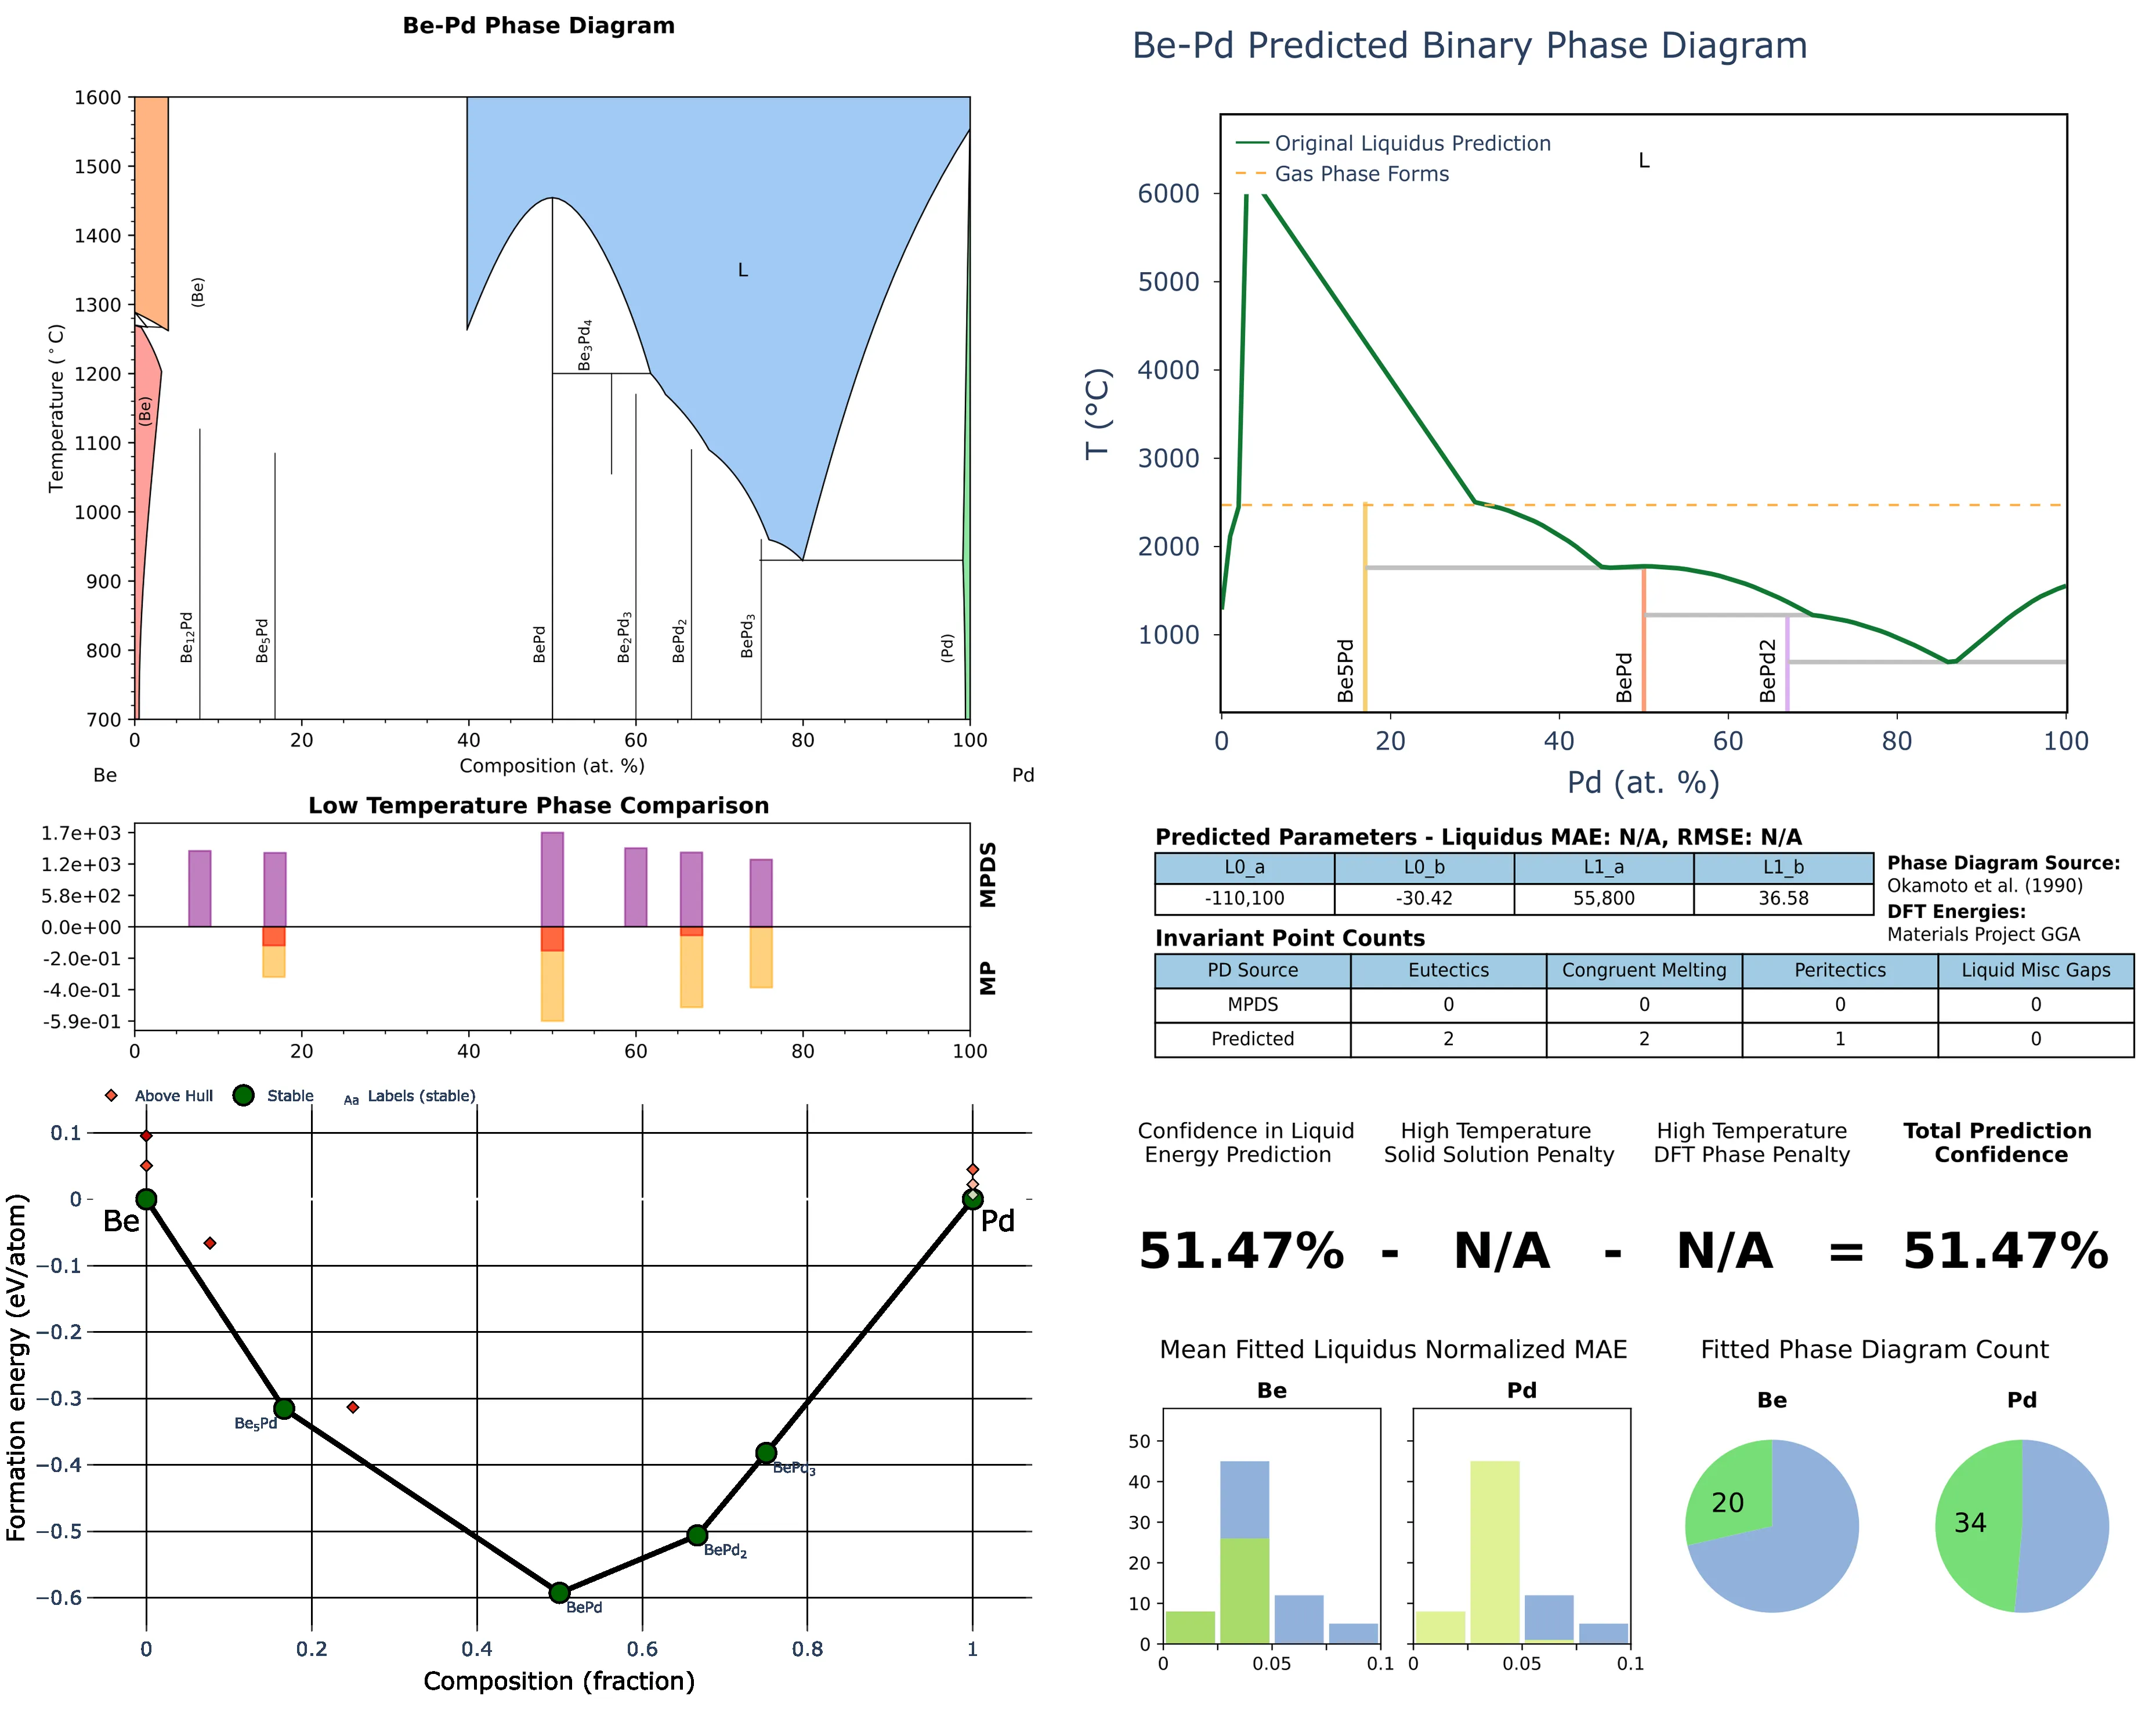 Be-Pd Phase Diagram
1600
1500
1400
1300
1200
1100
1000
900
800
700
Temperature (°C)
(Be)
(Be)
Be₁₂Pd
Be₅Pd
BePd
Be₃Pd₄
Be₂Pd₃
BePd₂
BePd₃
(Pd)
L
0 20 40 60 80 100
Composition (at. %)
Be
Pd
Low Temperature Phase Comparison
1.7e+03
1.2e+03
5.8e+02
0.0e+00
-2.0e-01
-4.0e-01
-5.9e-01
MPDS
MP
0 20 40 60 80 100
Above Hull
Stable
Aa Labels (stable)
0.1
0
−0.1
−0.2
−0.3
−0.4
−0.5
−0.6
Formation energy (eV/atom)
Be
Pd
Be₅Pd
BePd₃
BePd₂
BePd
0 0.2 0.4 0.6 0.8 1
Composition (fraction)
Be-Pd Predicted Binary Phase Diagram
Original Liquidus Prediction
Gas Phase Forms
L
6000
5000
4000
3000
2000
1000
T (°C)
Be5Pd
BePd
BePd2
0 20 40 60 80 100
Pd (at. %)
Predicted Parameters - Liquidus MAE: N/A, RMSE: N/A
L0_a L0_b L1_a L1_b
-110,100 -30.42 55,800 36.58
Phase Diagram Source:
Okamoto et al. (1990)
DFT Energies:
Materials Project GGA
Invariant Point Counts
PD Source Eutectics Congruent Melting Peritectics Liquid Misc Gaps
MPDS 0 0 0 0
Predicted 2 2 1 0
Confidence in Liquid
Energy Prediction
High Temperature
Solid Solution Penalty
High Temperature
DFT Phase Penalty
Total Prediction
Confidence
51.47% - N/A - N/A = 51.47%
Mean Fitted Liquidus Normalized MAE
Be
Pd
50
40
30
20
10
0
0 0.05 0.1
0 0.05 0.1
Fitted Phase Diagram Count
Be
Pd
20
34